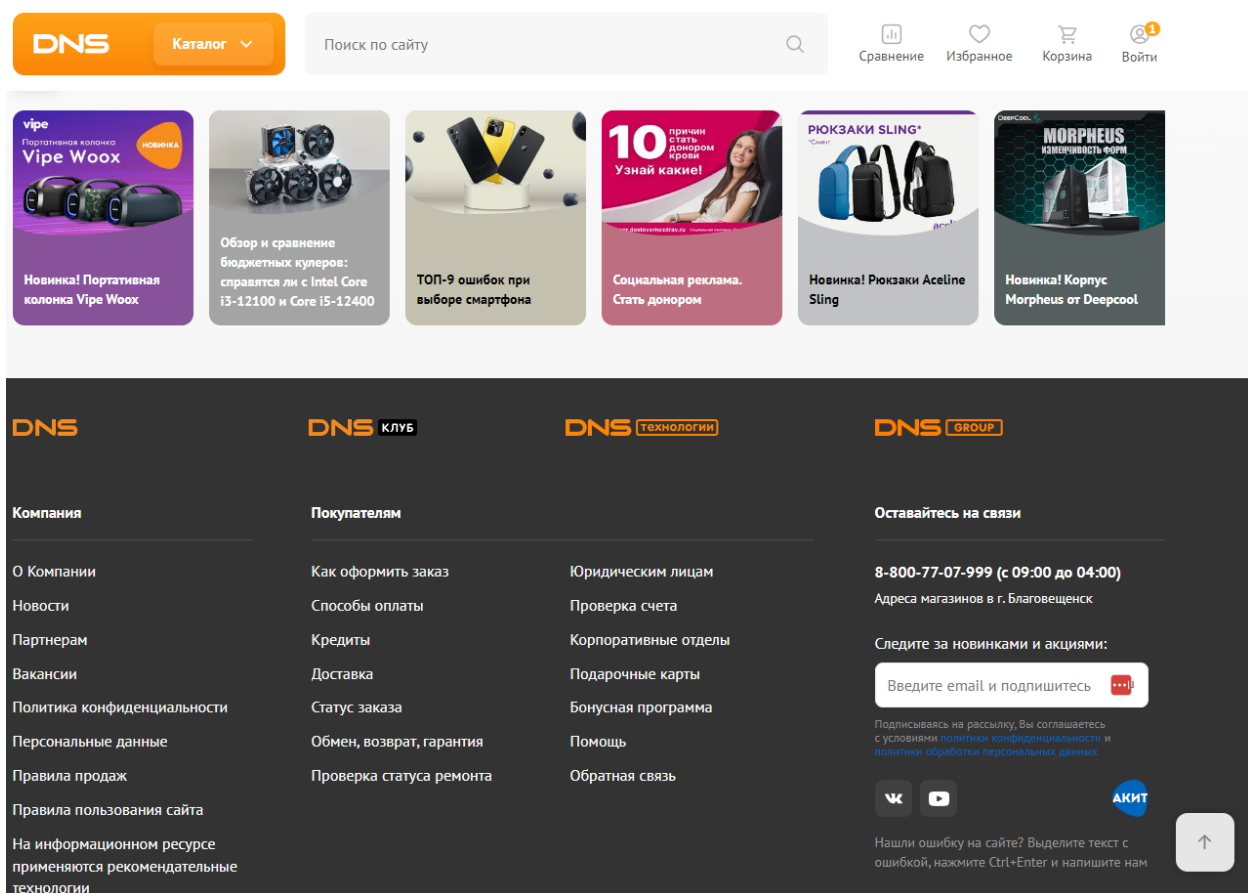 DNS
Каталог
Поиск по сайту
Сравнение
Избранное
Корзина
1
Войти
vipe
Портативная колонка
Vipe Woox
НОВИНКА
Новинка! Портативная
колонка Vipe Woox
Обзор и сравнение
бюджетных кулеров:
справятся ли с Intel Core
i3-12100 и Core i5-12400
ТОП-9 ошибок при
выборе смартфона
10 причин
стать
донором
крови
Узнай какие!
Социальная реклама.
Стать донором
РЮКЗАКИ SLING*
*Слинг
Новинка! Рюкзаки Aceline
Sling
DEEPCOOL
MORPHEUS
ИЗМЕНЧИВОСТЬ ФОРМ
Новинка! Корпус
Morpheus от Deepcool
DNS
DNS КЛУБ
DNS ТЕХНОЛОГИИ
DNS GROUP
Компания
О Компании
Новости
Партнерам
Вакансии
Политика конфиденциальности
Персональные данные
Правила продаж
Правила пользования сайта
На информационном ресурсе
применяются рекомендательные
технологии
Покупателям
Как оформить заказ
Способы оплаты
Кредиты
Доставка
Статус заказа
Обмен, возврат, гарантия
Проверка статуса ремонта
Юридическим лицам
Проверка счета
Корпоративные отделы
Подарочные карты
Бонусная программа
Помощь
Обратная связь
Оставайтесь на связи
8-800-77-07-999 (с 09:00 до 04:00)
Адреса магазинов в г. Благовещенск
Следите за новинками и акциями:
Введите email и подпишитесь
Подписываясь на рассылку, Вы соглашаетесь
с условиями политики конфиденциальности и
политики обработки персональных данных
АКИТ
Нашли ошибку на сайте? Выделите текст с
ошибкой, нажмите Ctrl+Enter и напишите нам